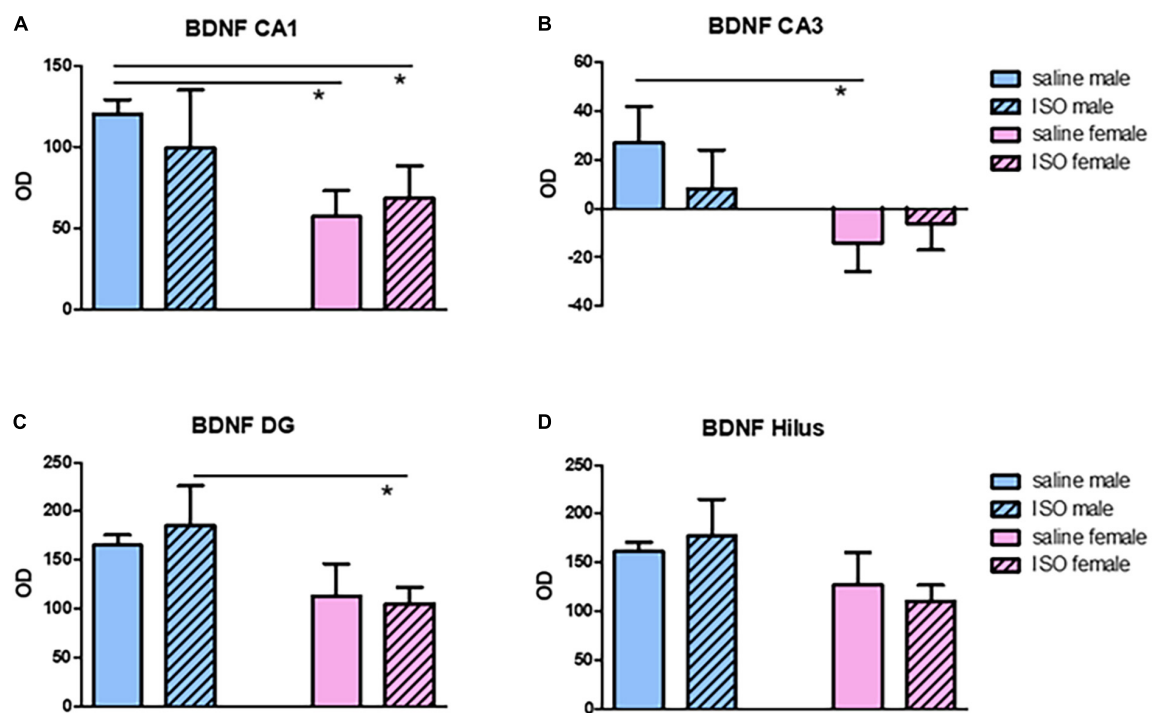 A
BDNF CA1
150
100
50
0
OD
*
*
B
BDNF CA3
60
40
20
0
-20
-40
OD
*
saline male
ISO male
saline female
ISO female
C
BDNF DG
250
200
150
100
50
0
OD
*
D
BDNF Hilus
250
200
150
100
50
0
OD
saline male
ISO male
saline female
ISO female